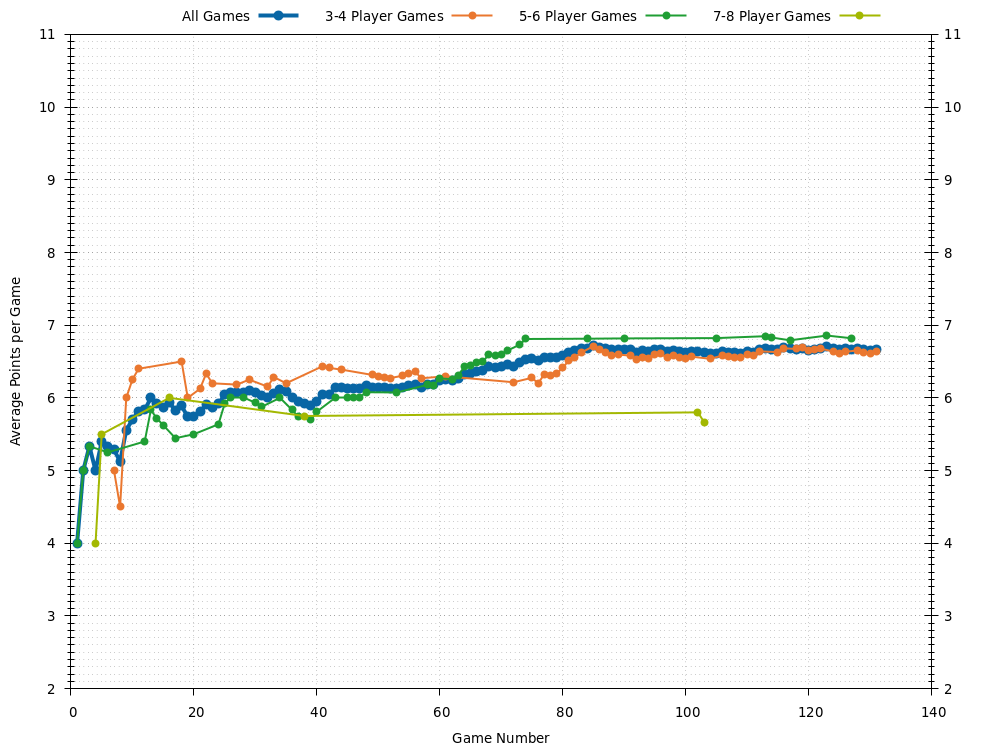 All Games 3-4 Player Games 5-6 Player Games 7-8 Player Games
11 11
10 10
9 9
8 8
7 7
6 6
5 5
4 4
3 3
2 2
Average Points per Game
0 20 40 60 80 100 120 140
Game Number